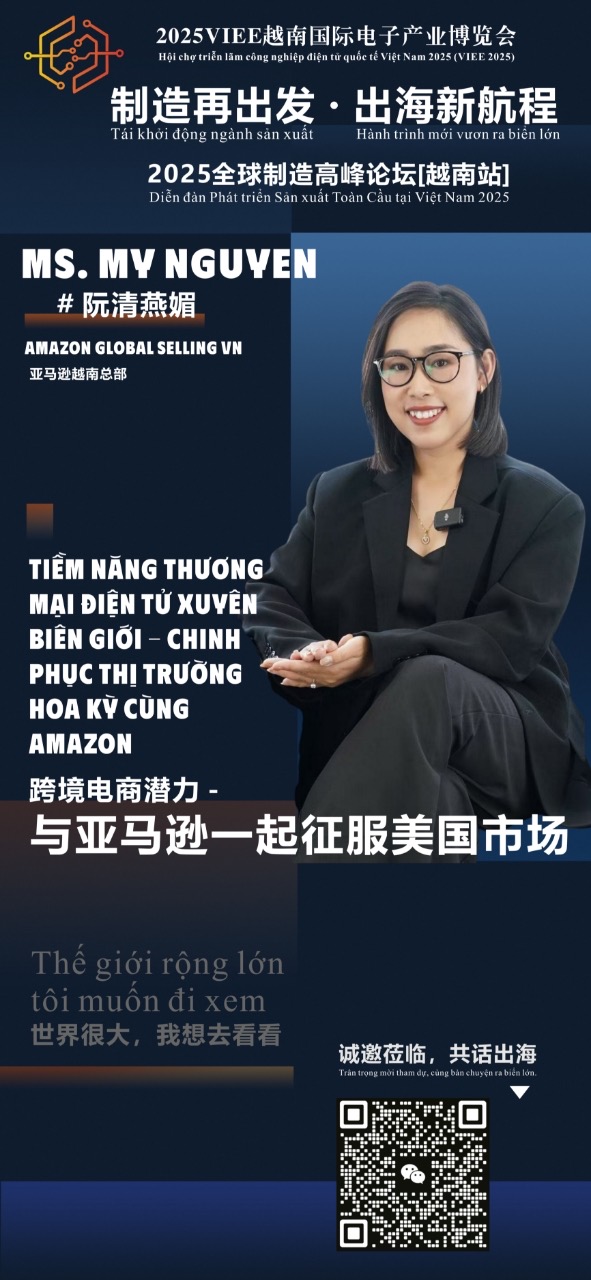 2025VIEE越南国际电子产业博览会
Hội chợ triễn lãm công nghiệp điện tử quốc tế Việt Nam 2025 (VIEE 2025)
制造再出发·出海新航程
Tái khởi động ngành sản xuất Hành trình mới vươn ra biển lớn
2025全球制造高峰论坛[越南站]
Diễn đàn Phát triển Sản xuất Toàn Cầu tại Việt Nam 2025
MS. MY NGUYEN
# 阮清燕媚
AMAZON GLOBAL SELLING VN
亚马逊越南总部
TIỀM NĂNG THƯƠNG
MẠI ĐIỆN TỬ XUYÊN
BIÊN GIỚI – CHINH
PHỤC THỊ TRƯỜNG
HOA KỲ CÙNG
AMAZON
跨境电商潜力 -
与亚马逊一起征服美国市场
Thế giới rộng lớn
tôi muốn đi xem
世界很大，我想去看看
诚邀莅临，共话出海
Trân trọng mời tham dự, cùng bàn chuyện ra biển lớn.